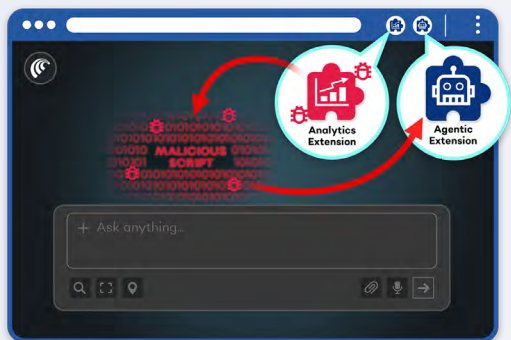 Analytics
Extension
Agentic
Extension
MALICIOUS
SCRIPT
+ Ask anything...